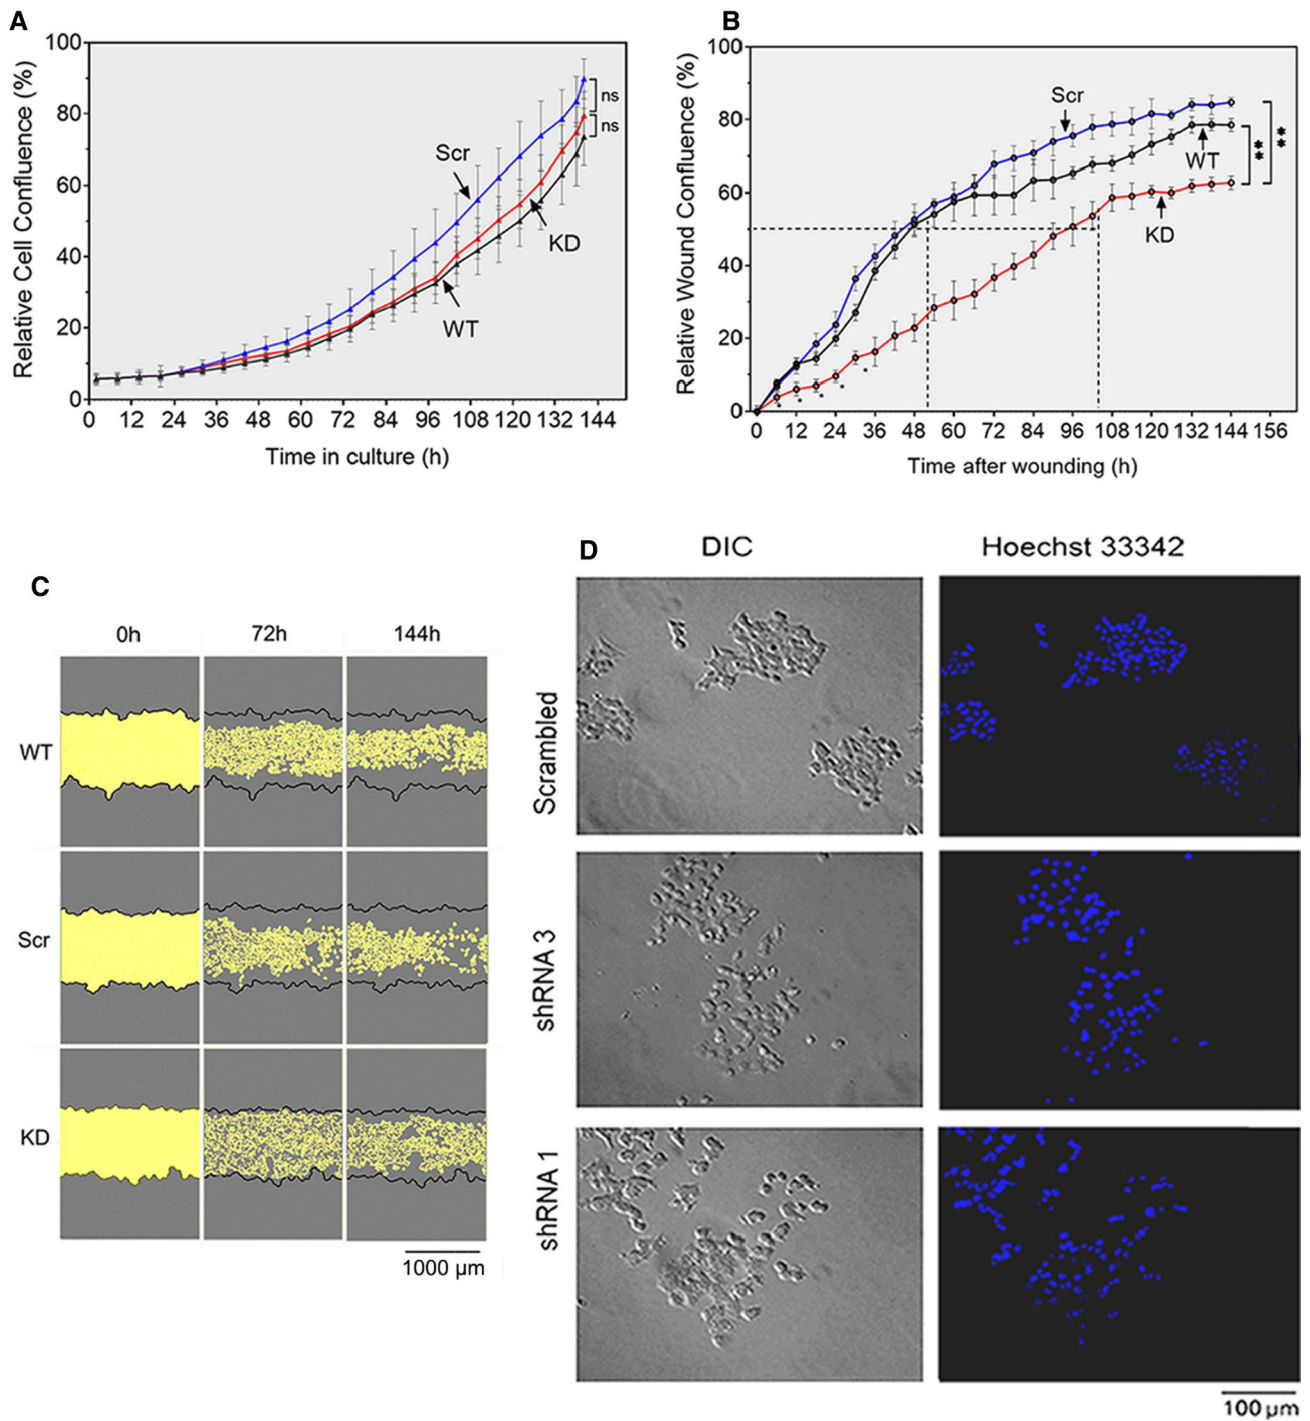 A
Relative Cell Confluence (%)
100
80
60
40
20
0
Scr
KD
WT
ns
ns
0 12 24 36 48 60 72 84 96 108 120 132 144
Time in culture (h)
B
Relative Wound Confluence (%)
100
80
60
40
20
0
Scr
WT
KD
**
**
* * * * *
0 12 24 36 48 60 72 84 96 108 120 132 144 156
Time after wounding (h)
C
0h 72h 144h
WT
Scr
KD
1000 µm
D
DIC Hoechst 33342
Scrambled
shRNA 3
shRNA 1
100 µm